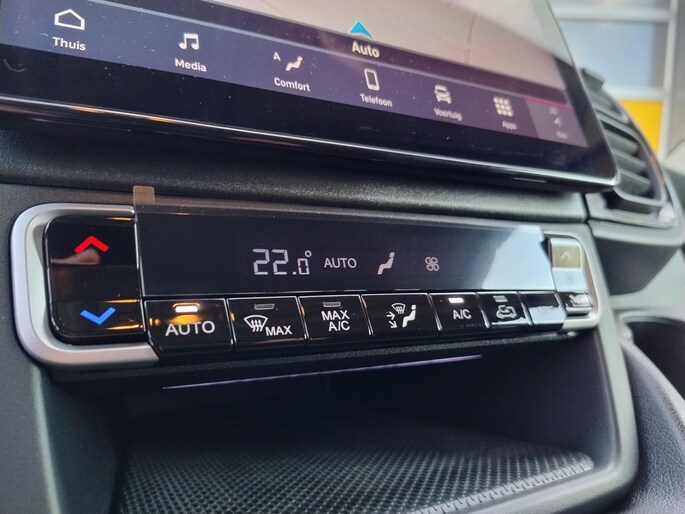 Auto
Thuis
Media
A
Comfort
Telefoon
Voertuig
Apps
22.0° AUTO
AUTO
MAX
MAX
A/C
A/C